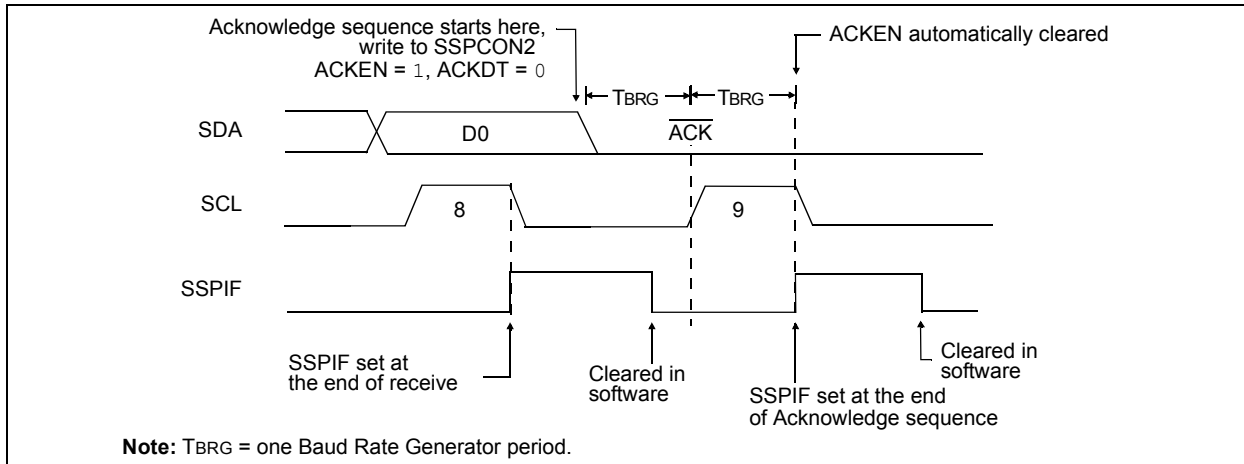 Acknowledge sequence starts here,
write to SSPCON2
ACKEN = 1, ACKDT = 0
ACKEN automatically cleared
TBRG
TBRG
SDA
D0
ACK
SCL
8
9
SSPIF
SSPIF set at
the end of receive
Cleared in
software
SSPIF set at the end
of Acknowledge sequence
Cleared in
software
Note: TBRG = one Baud Rate Generator period.